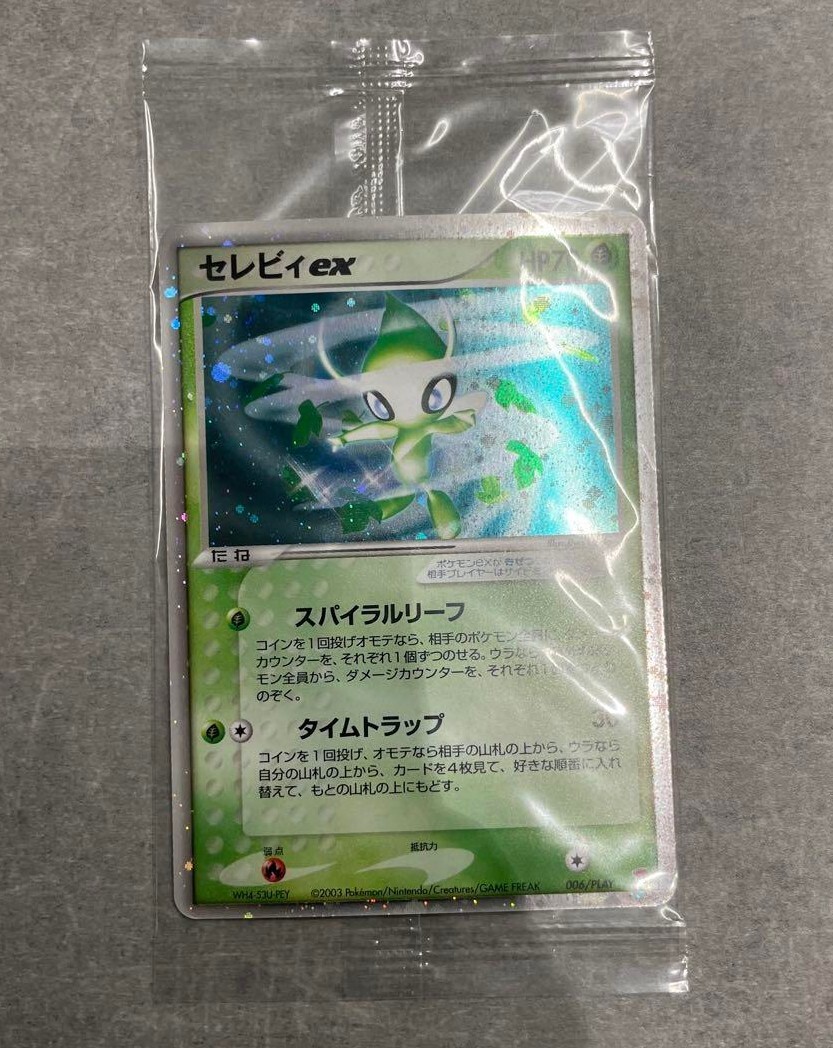 セレビィex
HP7
たね
ポケモンexが
相手プレイヤーはサイド
スパイラルリーフ
コインを1回投げオモテなら、相手のポケモン全員に
カウンターを、それぞれ1個ずつのせる。ウラなら
モン全員から、ダメージカウンターを、それぞれ1
のぞく。
タイムトラップ
30
コインを1回投げ、オモテなら相手の山札の上から、ウラなら
自分の山札の上から、カードを4枚見て、好きな順番に入れ
替えて、もとの山札の上にもどす。
弱点
抵抗力
WH4-53U-PEY
©2003 Pokémon/Nintendo/Creatures/GAME FREAK
006/PLAY